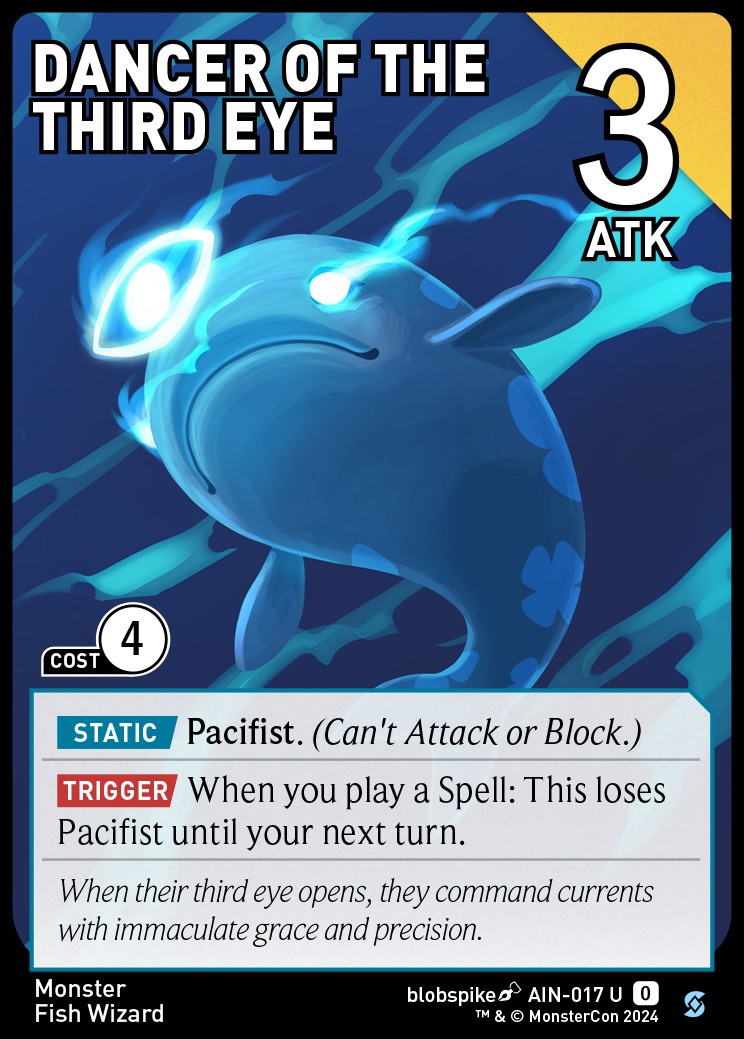 DANCER OF THE
THIRD EYE
3
ATK
COST 4
STATIC Pacifist. (Can't Attack or Block.)
TRIGGER When you play a Spell: This loses
Pacifist until your next turn.
When their third eye opens, they command currents
with immaculate grace and precision.
Monster
Fish Wizard
blobspike AIN-017 U 0
™ & © MonsterCon 2024